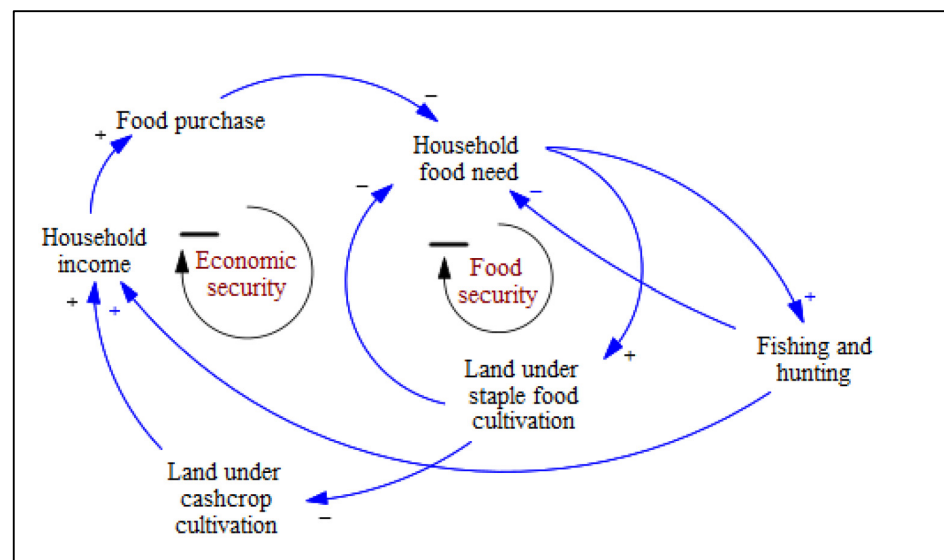 Food purchase
Household
food need
Household
income
Economic
security
Food
security
Fishing and
hunting
Land under
staple food
cultivation
Land under
cashcrop
cultivation
+
−
−
−
+
+
+
+
−